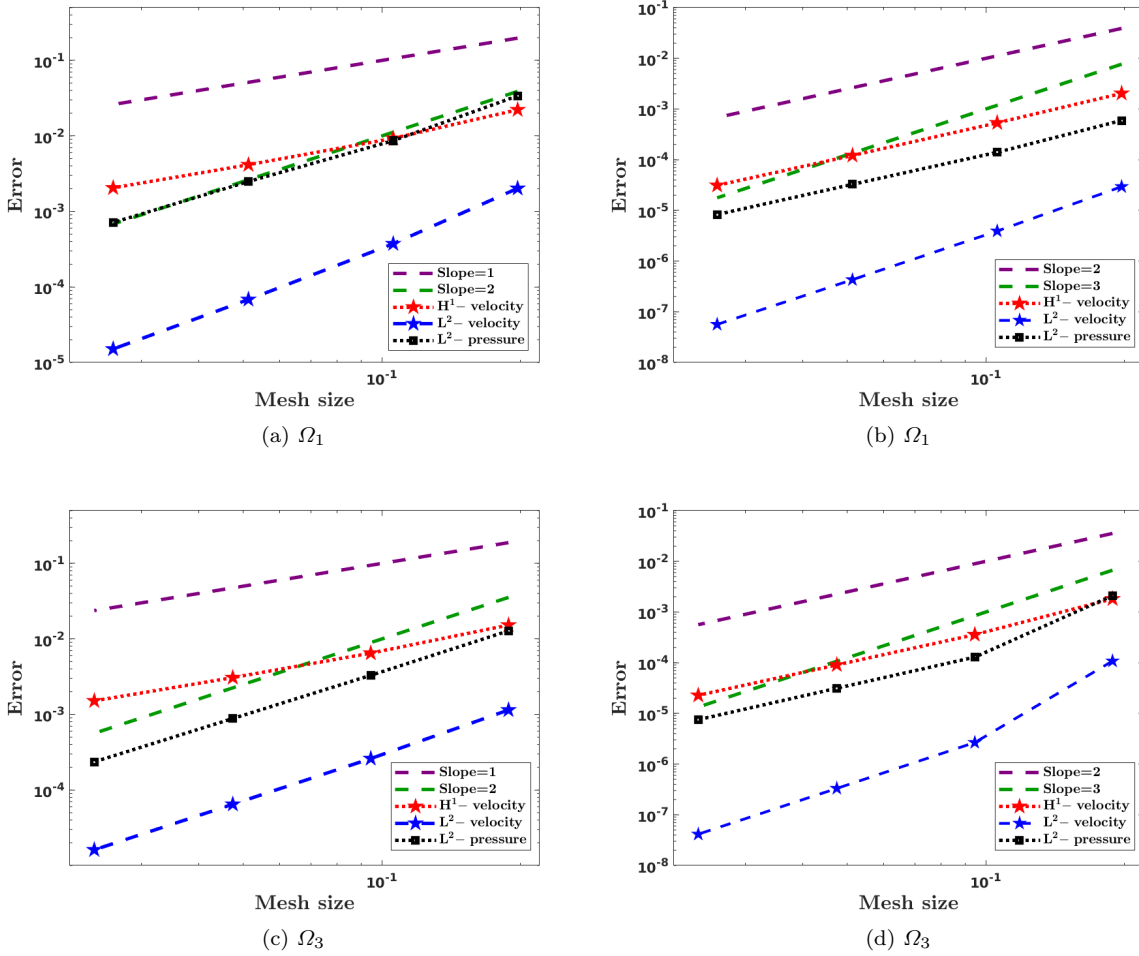 10^-1
10^-2
10^-3
10^-4
10^-5
Error
10^-1
Mesh size
Slope=1
Slope=2
H^1− velocity
L^2− velocity
L^2− pressure
(a) Ω_1
10^-1
10^-2
10^-3
10^-4
10^-5
10^-6
10^-7
10^-8
Error
10^-1
Mesh size
Slope=2
Slope=3
H^1− velocity
L^2− velocity
L^2− pressure
(b) Ω_1
10^-1
10^-2
10^-3
10^-4
Error
10^-1
Mesh size
Slope=1
Slope=2
H^1− velocity
L^2− velocity
L^2− pressure
(c) Ω_3
10^-1
10^-2
10^-3
10^-4
10^-5
10^-6
10^-7
10^-8
Error
10^-1
Mesh size
Slope=2
Slope=3
H^1− velocity
L^2− velocity
L^2− pressure
(d) Ω_3